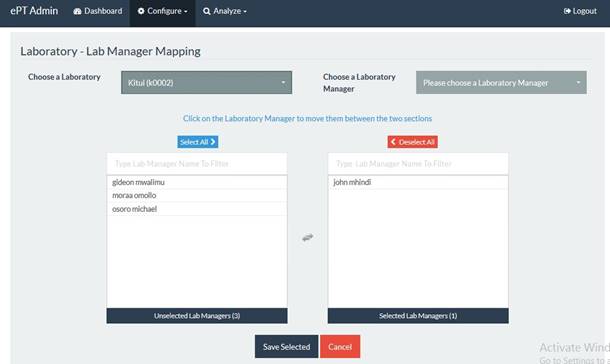 ePT Admin Dashboard Configure Analyze Logout
Laboratory - Lab Manager Mapping
Choose a Laboratory
Kitui (k0002)
Choose a Laboratory
Manager
Please choose a Laboratory Manager
Click on the Laboratory Manager to move them between the two sections
Select All
Deselect All
Type Lab Manager Name To Filter
Type Lab Manager Name To Filter
gideon mwalimu
moraa omollo
osoro michael
john mhindi
Unselected Lab Managers (3)
Selected Lab Managers (1)
Save Selected
Cancel
Activate Wind
Go to Settings to a